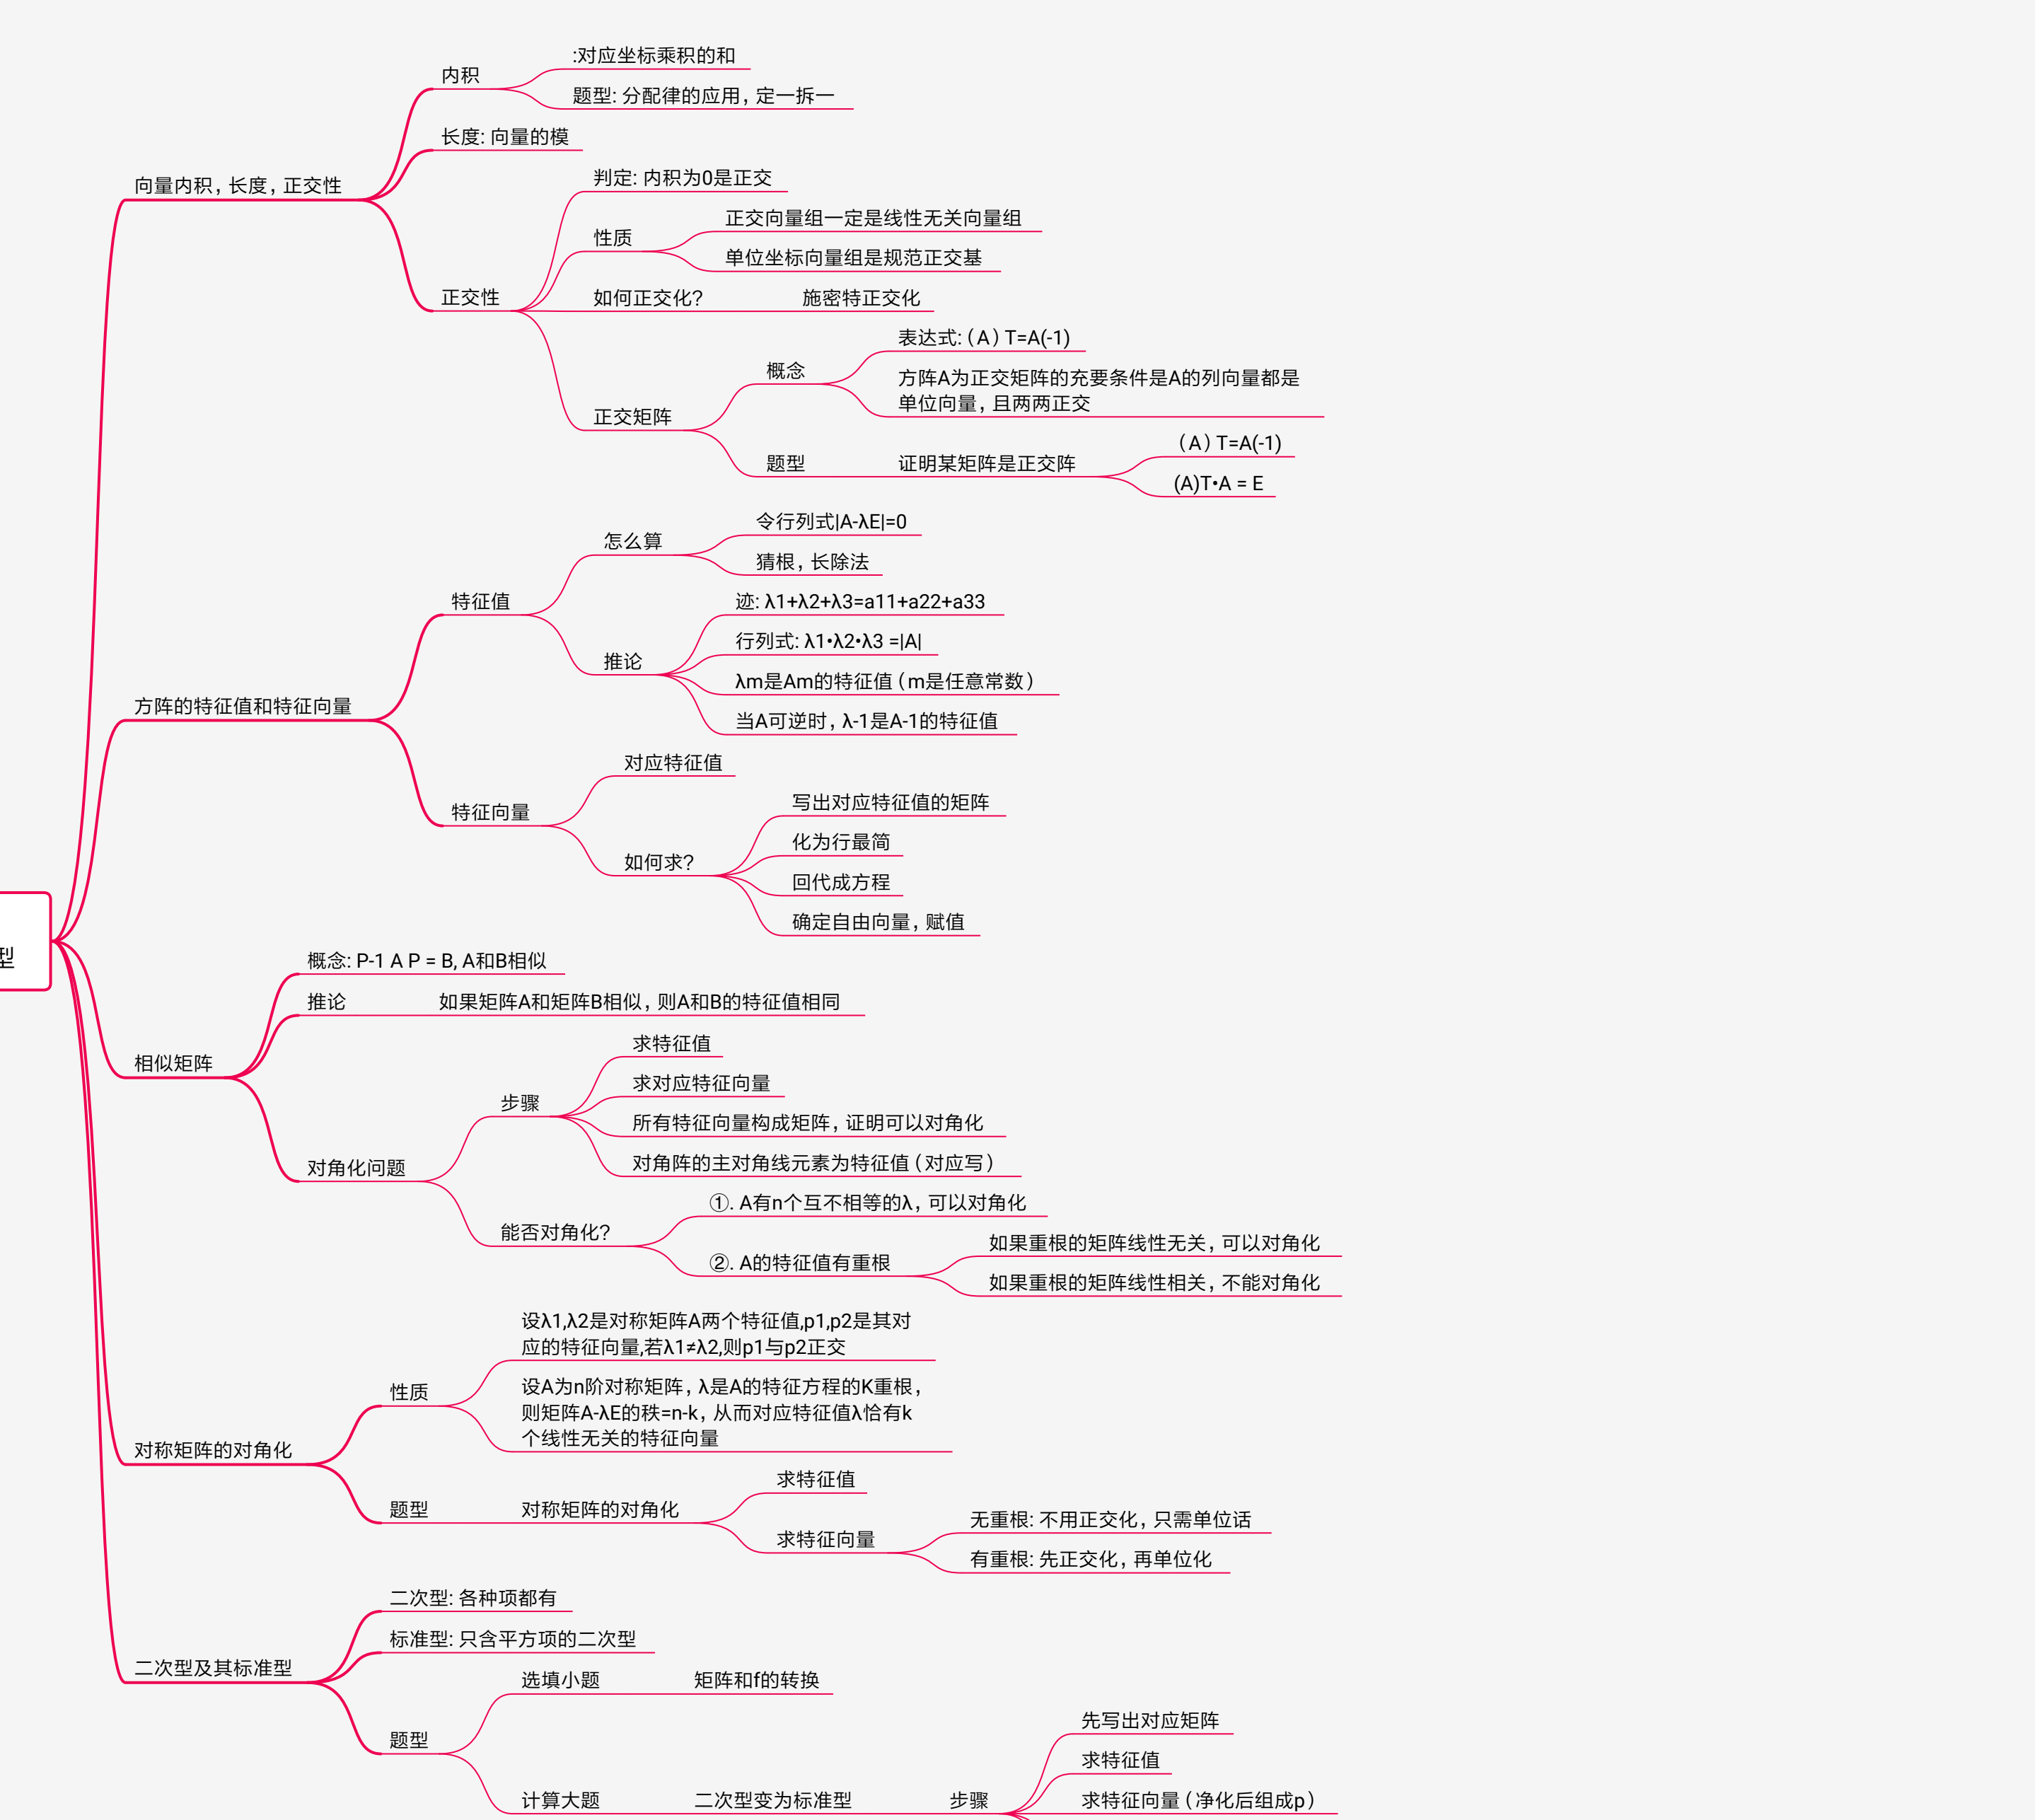 :对应坐标乘积的和
内积
题型: 分配律的应用，定一拆一
长度: 向量的模
向量内积，长度，正交性
判定: 内积为0是正交
正交向量组一定是线性无关向量组
性质
单位坐标向量组是规范正交基
正交性
如何正交化?
施密特正交化
表达式:（A）T=A(-1)
概念
方阵A为正交矩阵的充要条件是A的列向量都是
单位向量，且两两正交
正交矩阵
（A）T=A(-1)
题型
证明某矩阵是正交阵
(A)T•A = E
令行列式|A-λE|=0
怎么算
猜根，长除法
特征值
迹: λ1+λ2+λ3=a11+a22+a33
行列式: λ1•λ2•λ3 =|A|
推论
λm是Am的特征值（m是任意常数）
当A可逆时，λ-1是A-1的特征值
方阵的特征值和特征向量
对应特征值
特征向量
写出对应特征值的矩阵
化为行最简
如何求?
回代成方程
确定自由向量，赋值
型
概念: P-1 A P = B, A和B相似
推论
如果矩阵A和矩阵B相似，则A和B的特征值相同
相似矩阵
求特征值
求对应特征向量
步骤
所有特征向量构成矩阵，证明可以对角化
对角阵的主对角线元素为特征值（对应写）
对角化问题
①. A有n个互不相等的λ，可以对角化
能否对角化?
②. A的特征值有重根
如果重根的矩阵线性无关，可以对角化
如果重根的矩阵线性相关，不能对角化
设λ1,λ2是对称矩阵A两个特征值,p1,p2是其对
应的特征向量,若λ1≠λ2,则p1与p2正交
性质
设A为n阶对称矩阵，λ是A的特征方程的K重根，
则矩阵A-λE的秩=n-k，从而对应特征值λ恰有k
个线性无关的特征向量
对称矩阵的对角化
求特征值
题型
对称矩阵的对角化
求特征向量
无重根: 不用正交化，只需单位话
有重根: 先正交化，再单位化
二次型: 各种项都有
标准型: 只含平方项的二次型
二次型及其标准型
选填小题
矩阵和f的转换
题型
先写出对应矩阵
求特征值
计算大题
二次型变为标准型
步骤
求特征向量（净化后组成p）